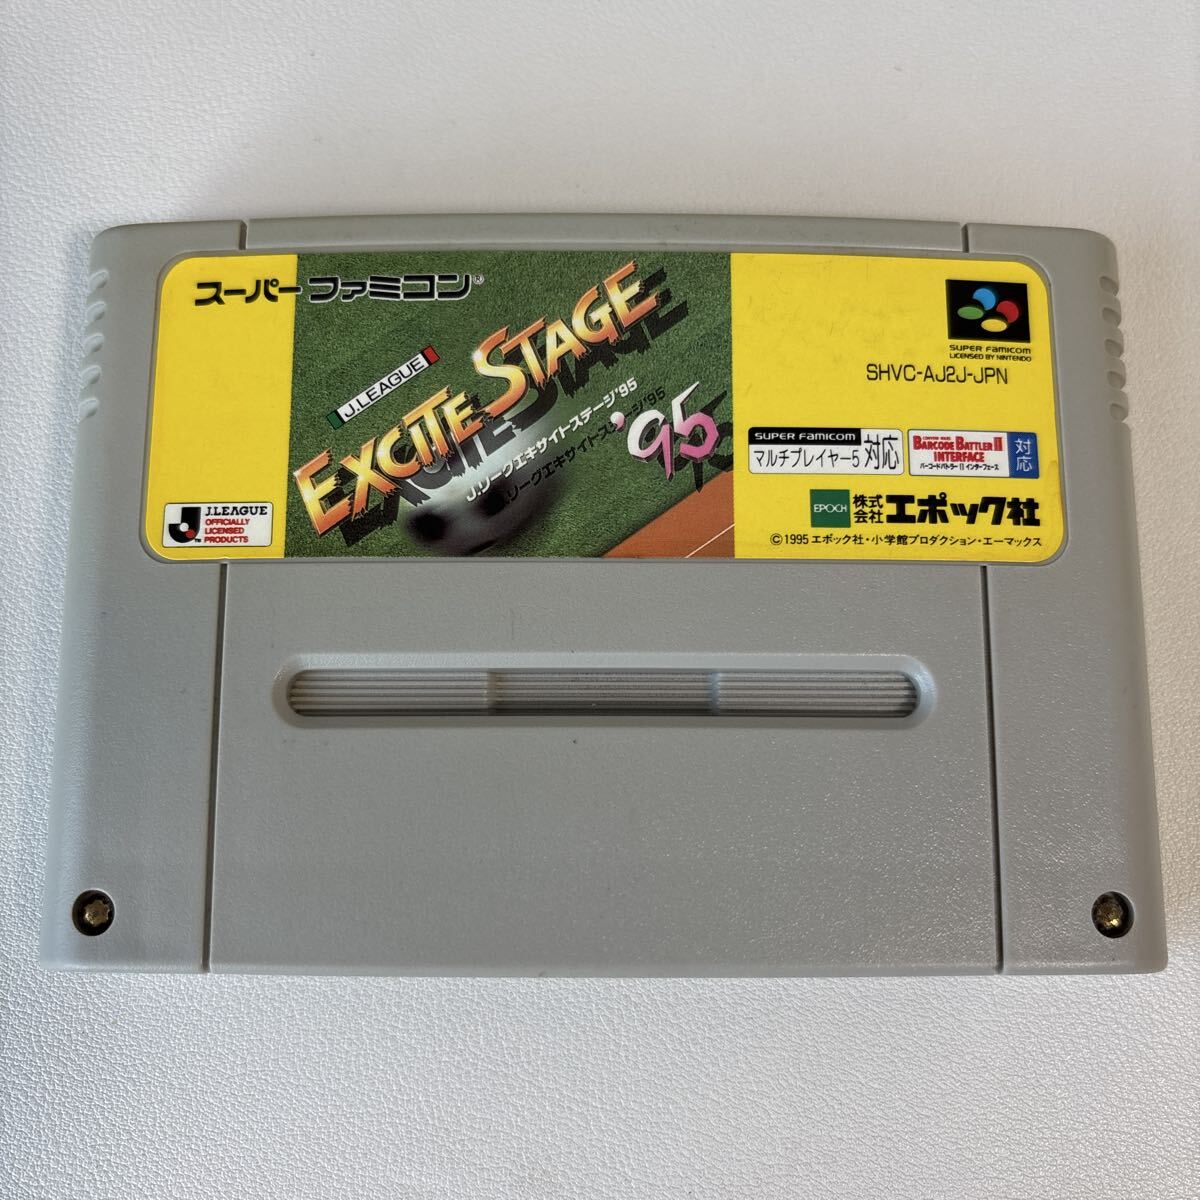 スーパーファミコン®
J.LEAGUE
EXCITE STAGE
'95
J.リーグエキサイトステージ'95
J.LEAGUE
OFFICIALLY
LICENSED
PRODUCTS
TM
SUPER FAMICOM
LICENSED BY NINTENDO
SHVC-AJ2J-JPN
SUPER FAMICOM
マルチプレイヤー5 対応
BARCODE BATTLER II
INTERFACE
バーコードバトラーIIインターフェース
対応
EPOCH 株式会社エポック社
©1995 エポック社・小学館プロダクション・エーマックス